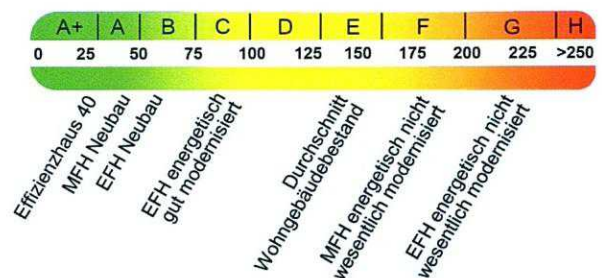 A+ A B C D E F G H
0 25 50 75 100 125 150 175 200 225 >250
Effizienzhaus 40
MFH Neubau
EFH Neubau
EFH energetisch
gut modernisiert
Durchschnitt
Wohngebäudebestand
MFH energetisch nicht
wesentlich modernisiert
EFH energetisch nicht
wesentlich modernisiert